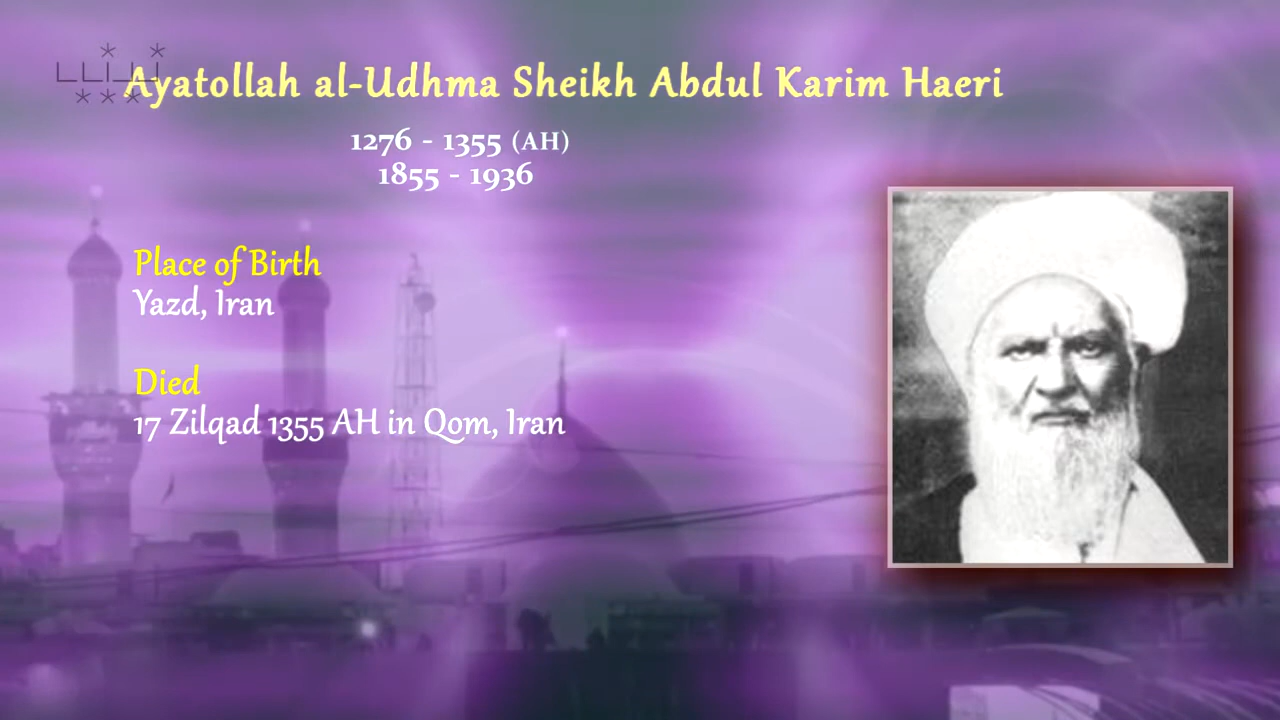 Ayatollah al-Udhma Sheikh Abdul Karim Haeri
1276 - 1355 (AH)
1855 - 1936
Place of Birth
Yazd, Iran
Died
17 Zilqad 1355 AH in Qom, Iran